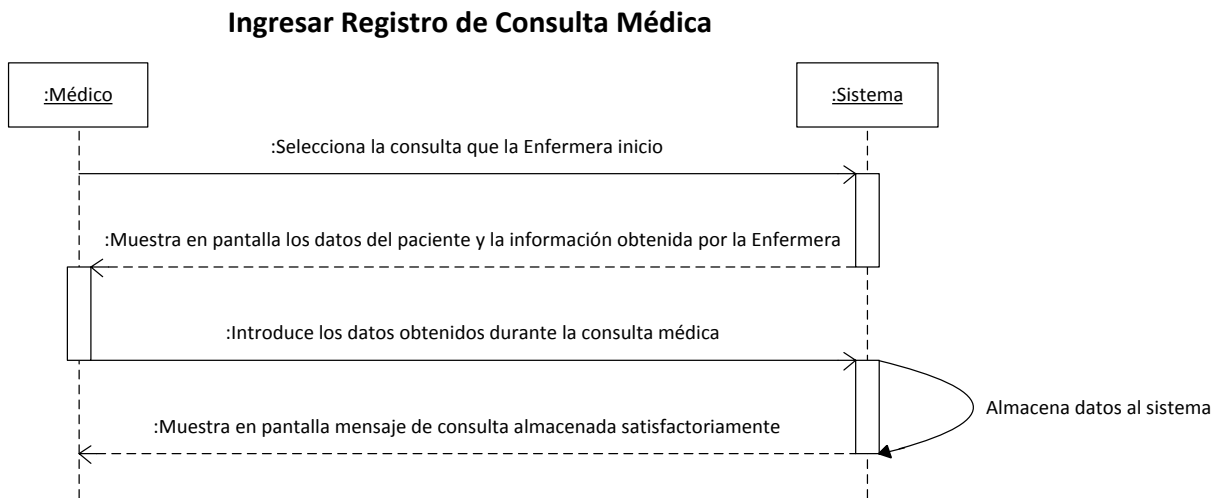 Ingresar Registro de Consulta Médica
:Médico
:Sistema
:Selecciona la consulta que la Enfermera inicio
:Muestra en pantalla los datos del paciente y la información obtenida por la Enfermera
:Introduce los datos obtenidos durante la consulta médica
Almacena datos al sistema
:Muestra en pantalla mensaje de consulta almacenada satisfactoriamente